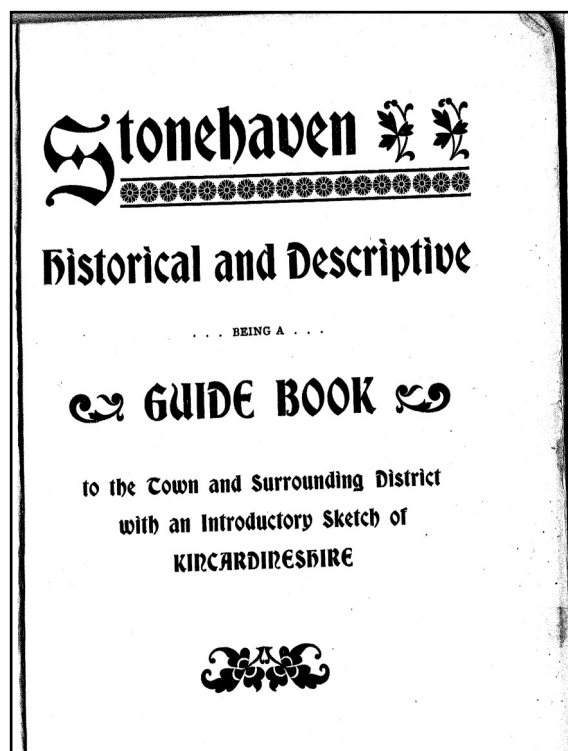 Stonehaven
Historical and Descriptive
. . . BEING A . . .
GUIDE BOOK
to the Town and Surrounding District
with an Introductory Sketch of
KINCARDINESHIRE